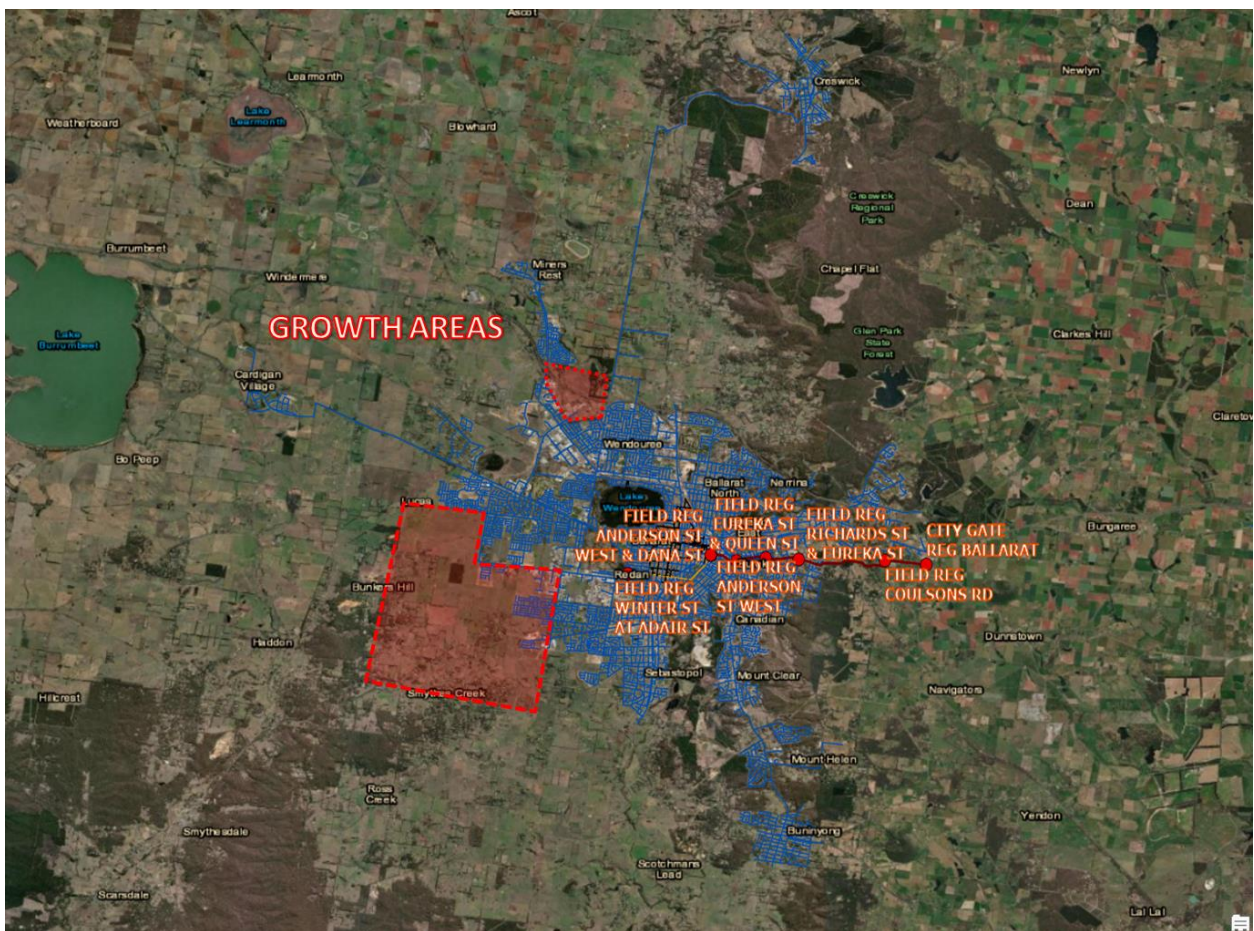 Ascot
Learmonth
Newlyn
Creswick
Lake
Learmonth
Weatherboard
Blowhard
Creswick
Regional
Park
Dean
Burrumbeet
Miners
Rest
Chapel Flat
Windermere
GROWTH AREAS
Glen Park
State
Forest
Clarkes Hill
Lake
Burrumbeet
Cardigan
Village
Wendouree
Bo Peep
Ballarat
North
Nerrina
Lucas
Lake
FIELD REG
ANDERSON ST
WEST & DANA ST
FIELD REG
EUREKA ST
& QUEEN ST
East
FIELD REG
RICHARDS ST
& EUREKA ST
CITY GATE
REG BALLARAT
Bungaree
Redan
FIELD REG
WINTER ST
AT ADAIR ST
FIELD REG
ANDERSON
ST WEST
FIELD REG
COULSONS RD
Bunkers Hill
Canadian
Dunnstown
Haddon
Sebastopol
Mount Clear
Navigators
Hillcrest
Smythes Creek
Mount Helen
Ross
Creek
Yendon
Smythesdale
Buninyong
Scotchmans
Lead
Scarsdale
Lal Lal